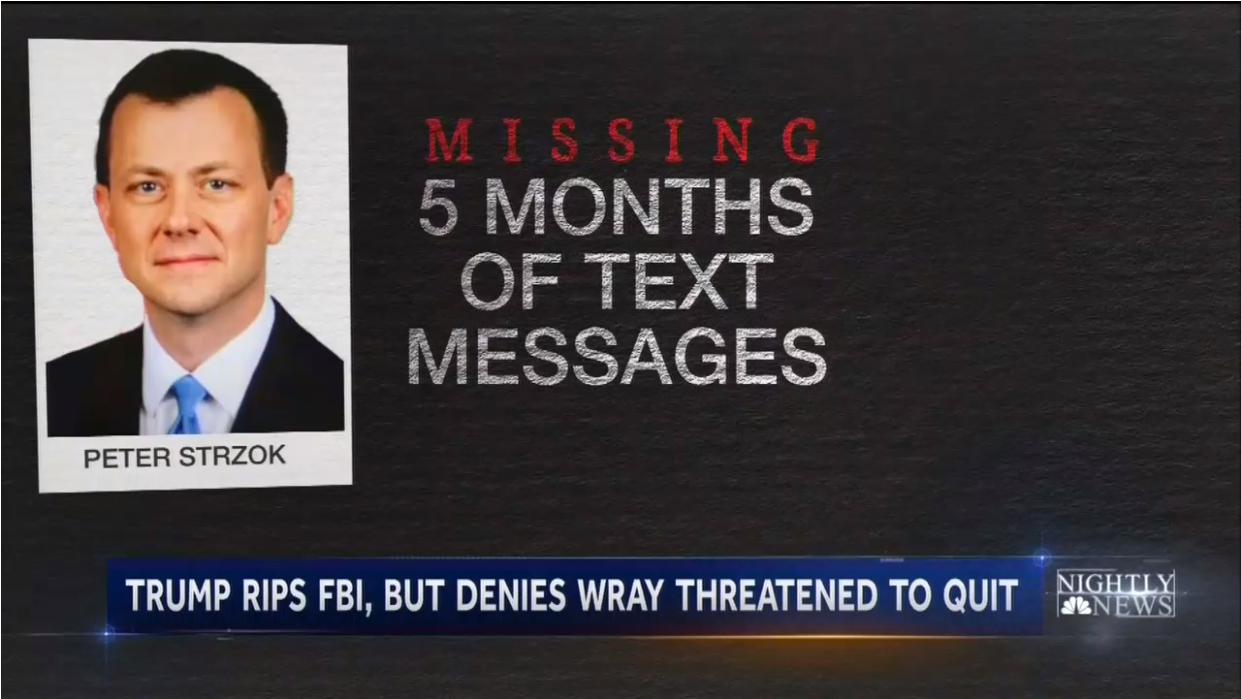 MISSING
5 MONTHS
OF TEXT
MESSAGES
PETER STRZOK
TRUMP RIPS FBI, BUT DENIES WRAY THREATENED TO QUIT
NIGHTLY
NEWS